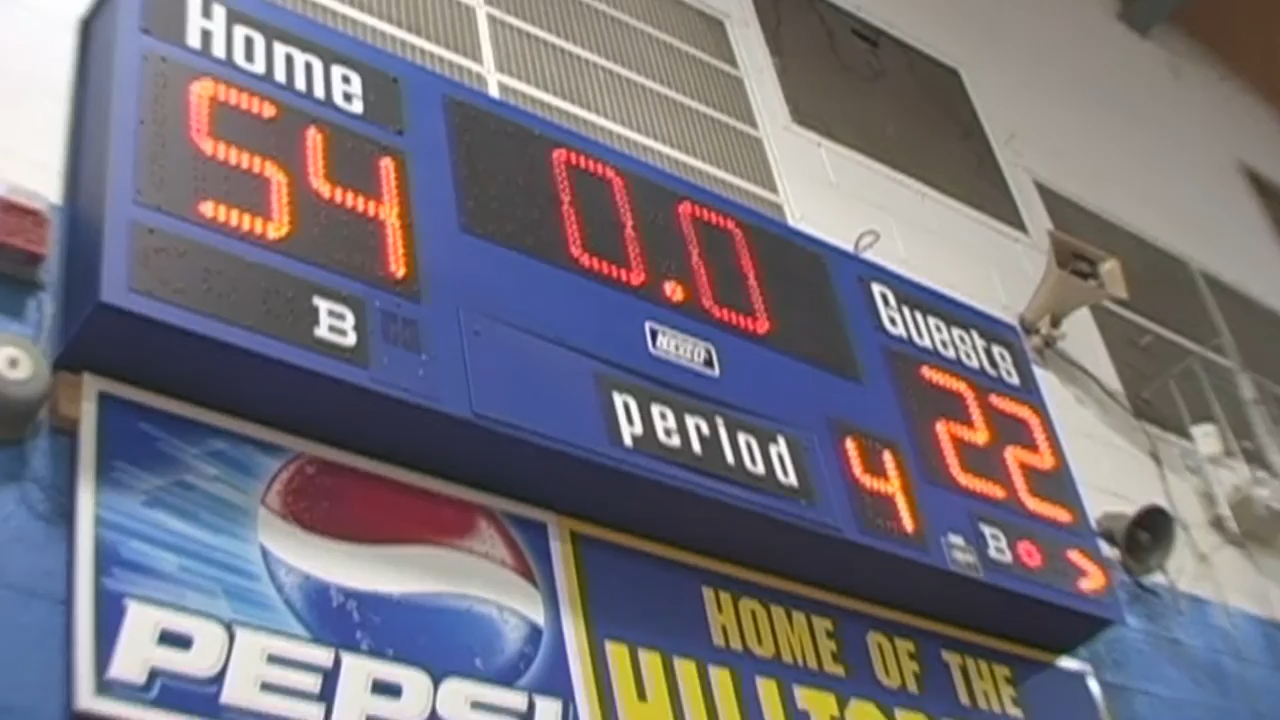 Home
54
0.0
B
NEVCO
Guests
22
period
4
B
PEPSI
HOME OF THE